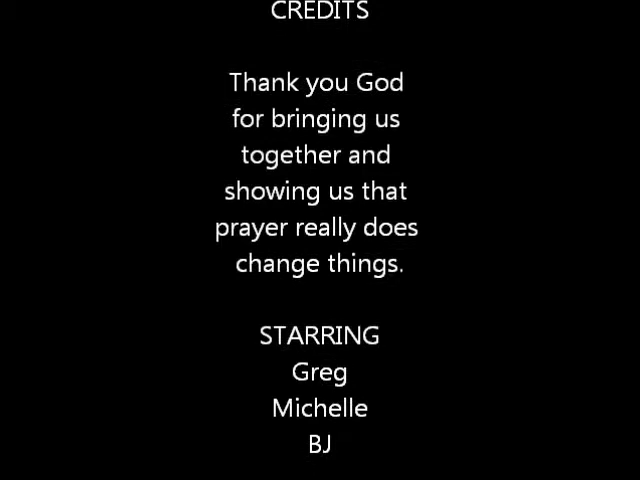 CREDITS
Thank you God
for bringing us
together and
showing us that
prayer really does
change things.
STARRING
Greg
Michelle
BJ